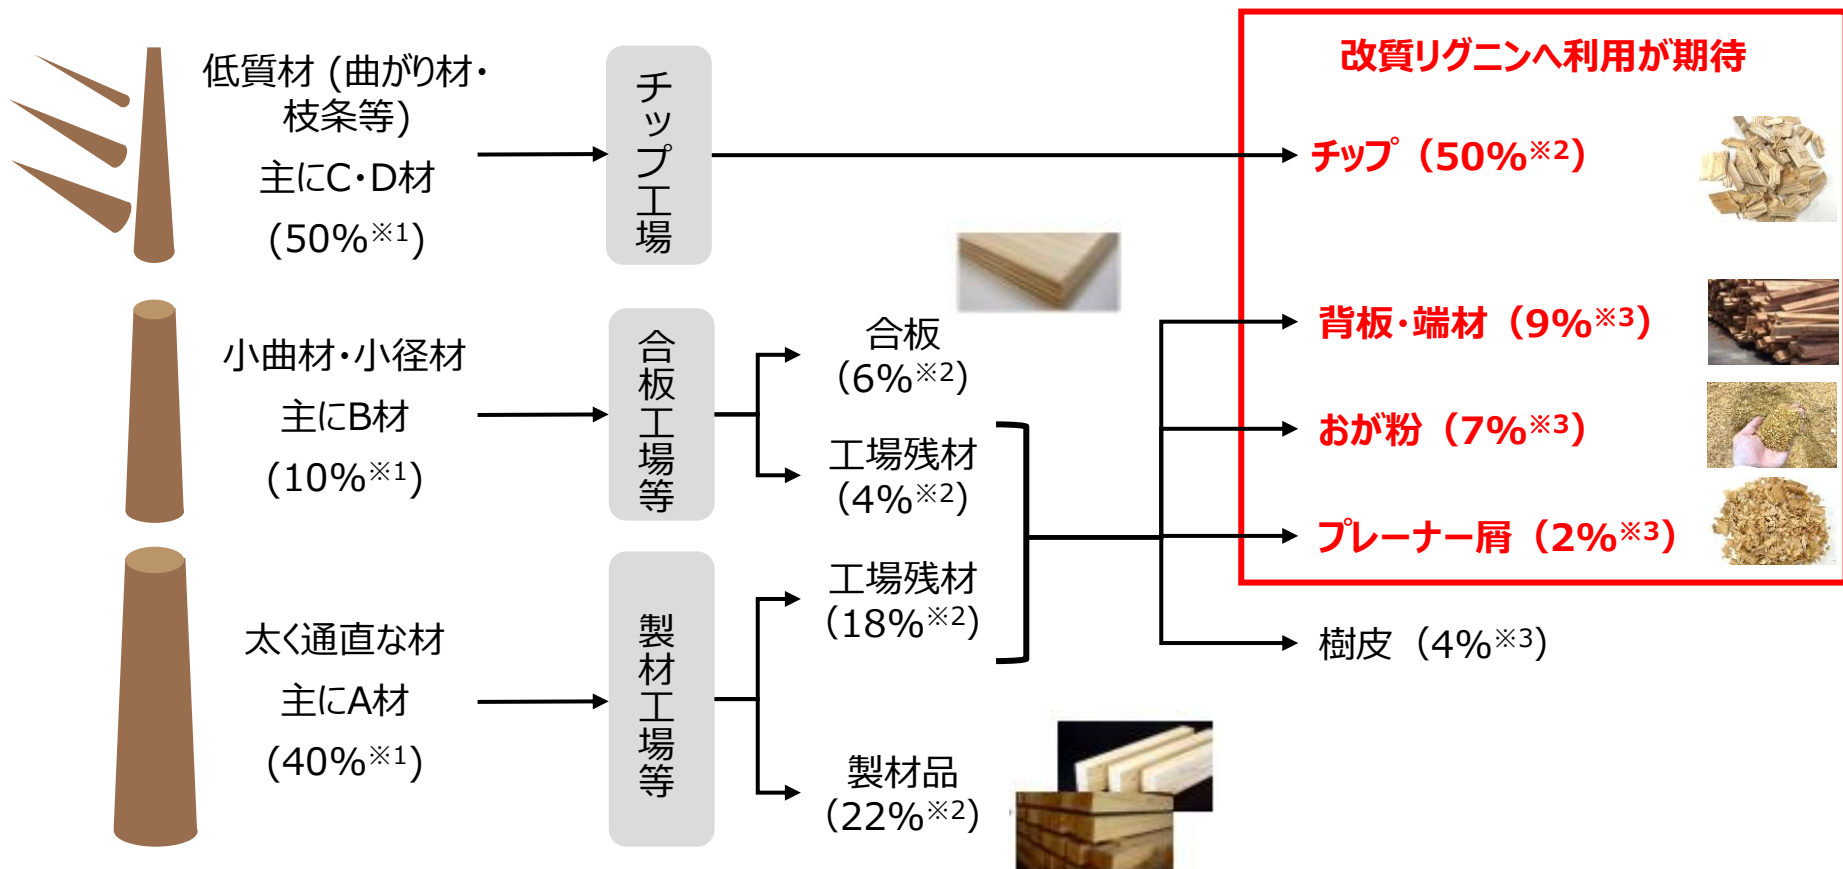 改質リグニンへ利用が期待
低質材 (曲がり材・
枝条等)
主にC・D材
(50%※1)
チップ工場
チップ（50%※2）
小曲材・小径材
主にB材
(10%※1)
合板工場等
合板
(6%※2)
工場残材
(4%※2)
背板・端材（9%※3）
おが粉（7%※3）
プレーナー屑（2%※3）
樹皮（4%※3）
太く通直な材
主にA材
(40%※1)
製材工場等
工場残材
(18%※2)
製材品
(22%※2)